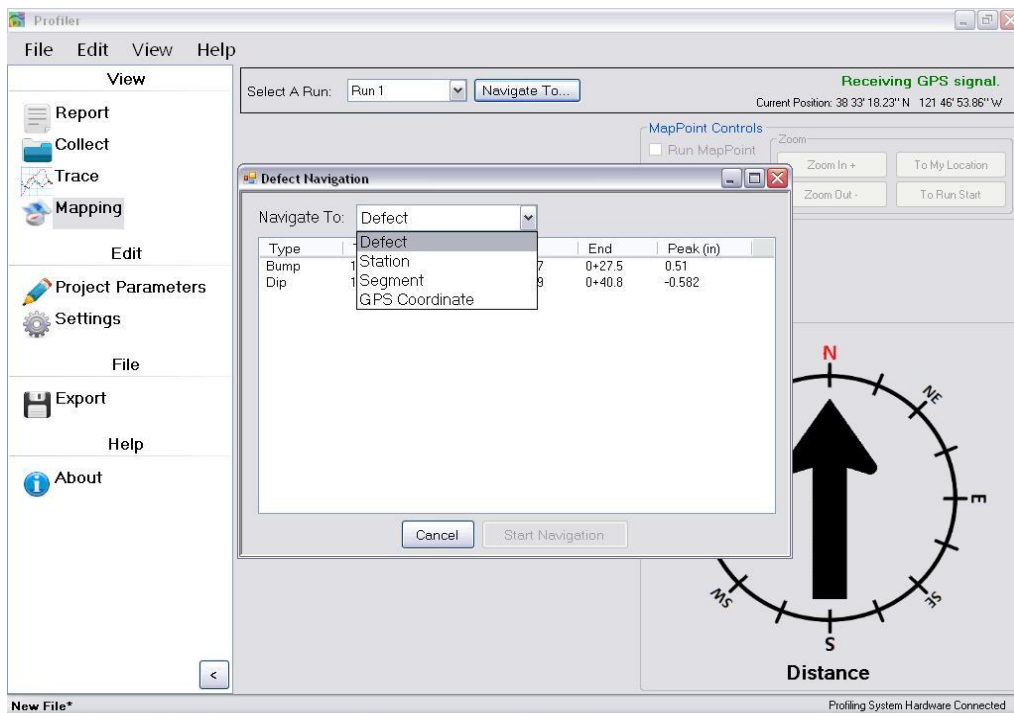 Profiler
File Edit View Help
View
Report
Collect
Trace
Mapping
Edit
Project Parameters
Settings
File
Export
Help
About
<
Select A Run: Run 1 Navigate To...
Receiving GPS signal.
Current Position: 38 33' 18.23" N 121 46' 53.86" W
MapPoint Controls
Run MapPoint
Zoom
Zoom In + To My Location
Zoom Out - To Run Start
Defect Navigation
Navigate To: Defect
Defect
Station
Segment
GPS Coordinate
Type End Peak (in)
Bump 1 7 0+27.5 0.51
Dip 1 9 0+40.8 -0.582
Cancel Start Navigation
N
NE
E
SE
S
SW
Distance
New File* Profiling System Hardware Connected